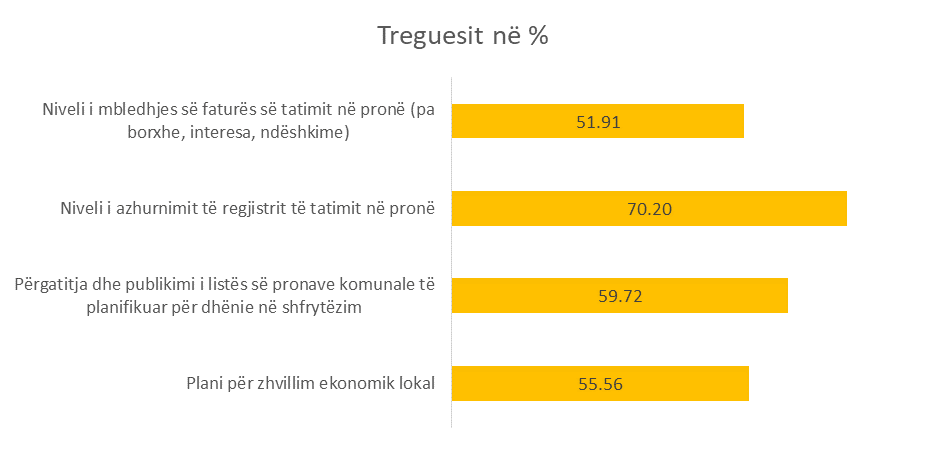 Treguesit në %
Niveli i mbledhjes së faturës së tatimit në pronë (pa
borxhe, interesa, ndëshkime)
51.91
Niveli i azhurnimit të regjistrit të tatimit në pronë
70.20
Përgatitja dhe publikimi i listës së pronave komunale të
planifikuar për dhënie në shfrytëzim
59.72
Plani për zhvillim ekonomik lokal
55.56